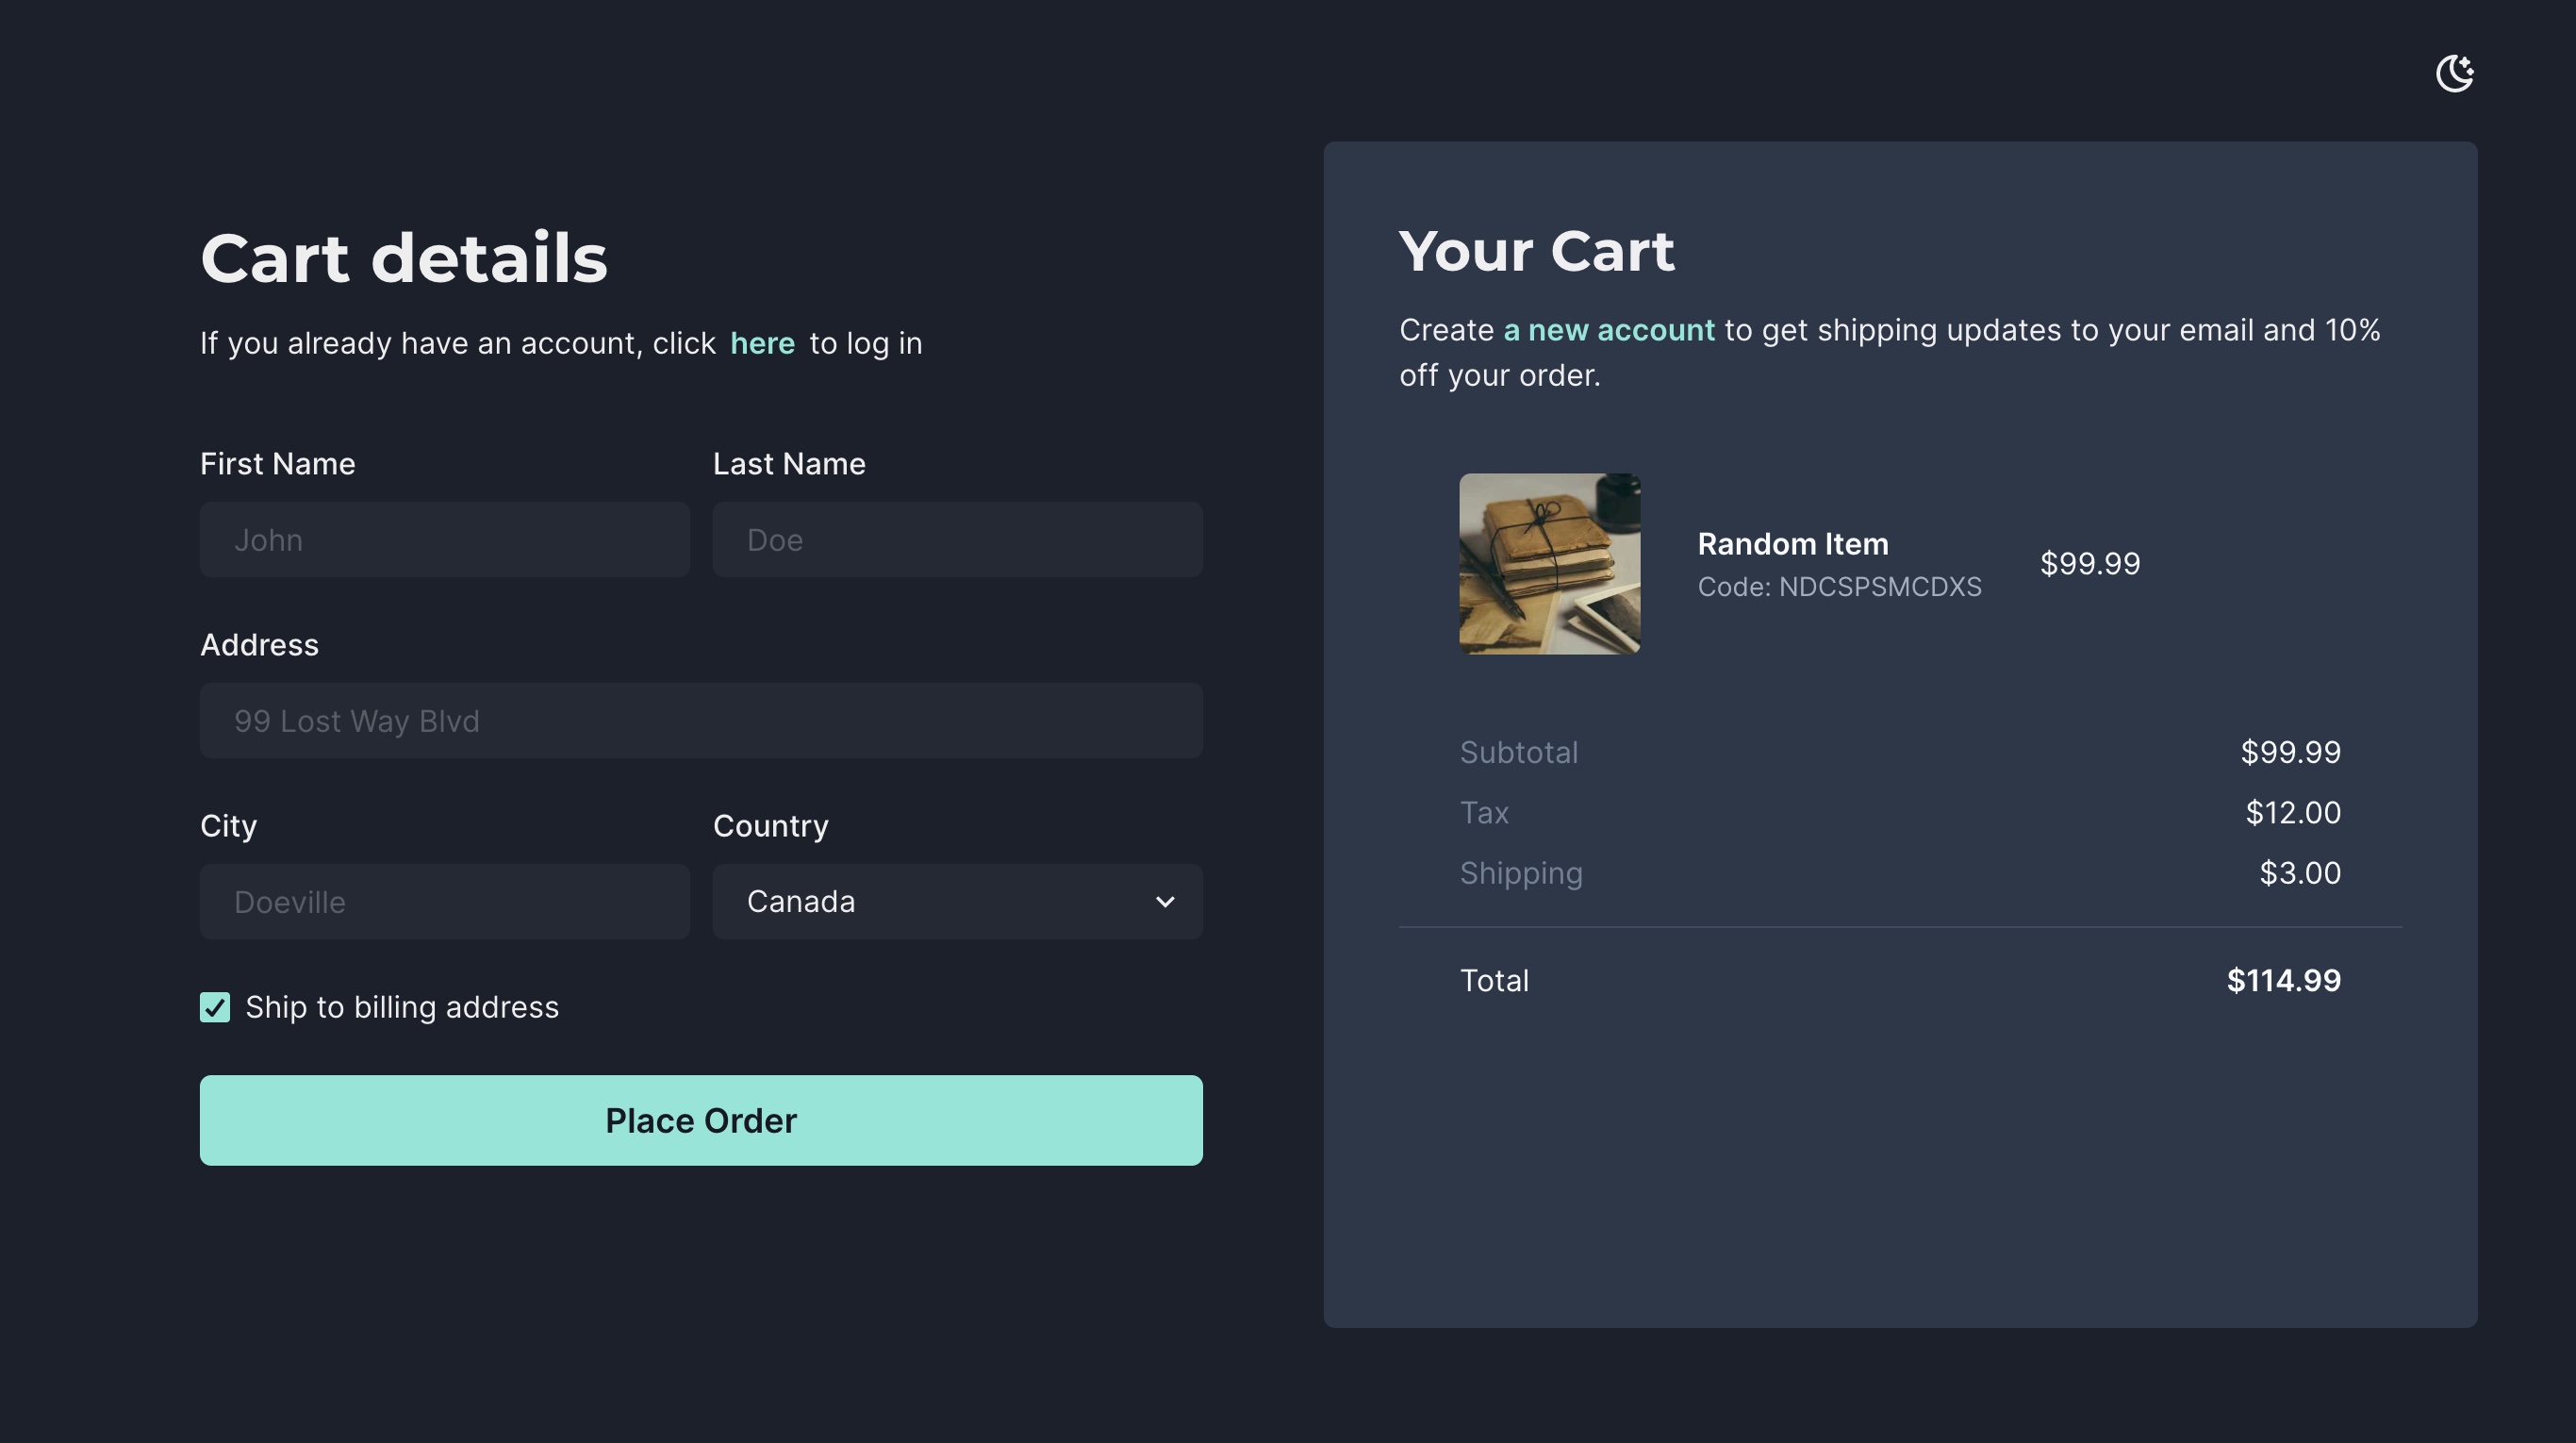 Cart details
If you already have an account, click here to log in
First Name
Last Name
John
Doe
Address
99 Lost Way Blvd
City
Country
Doeville
Canada
Ship to billing address
Place Order
Your Cart
Create a new account to get shipping updates to your email and 10%
off your order.
Random Item
Code: NDCSPSMCDXS
$99.99
Subtotal $99.99
Tax $12.00
Shipping $3.00
Total $114.99